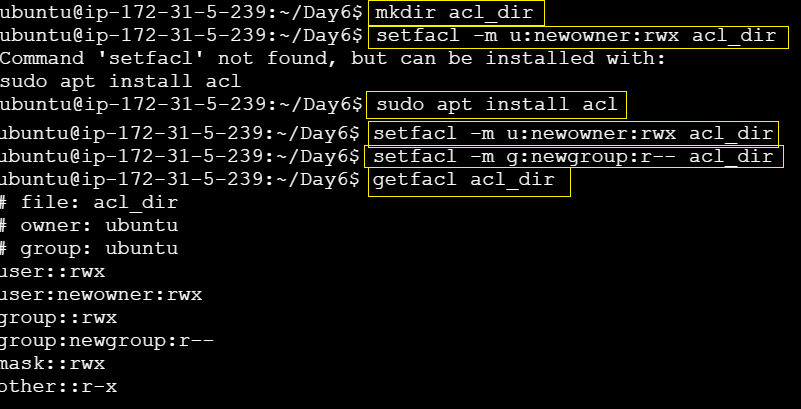 ubuntu@ip-172-31-5-239:~/Day6$ mkdir acl_dir
ubuntu@ip-172-31-5-239:~/Day6$ setfacl -m u:newowner:rwx acl_dir
Command 'setfacl' not found, but can be installed with:
sudo apt install acl
ubuntu@ip-172-31-5-239:~/Day6$ sudo apt install acl
ubuntu@ip-172-31-5-239:~/Day6$ setfacl -m u:newowner:rwx acl_dir
ubuntu@ip-172-31-5-239:~/Day6$ setfacl -m g:newgroup:r-- acl_dir
ubuntu@ip-172-31-5-239:~/Day6$ getfacl acl_dir
# file: acl_dir
# owner: ubuntu
# group: ubuntu
user::rwx
user:newowner:rwx
group::rwx
group:newgroup:r--
mask::rwx
other::r-x